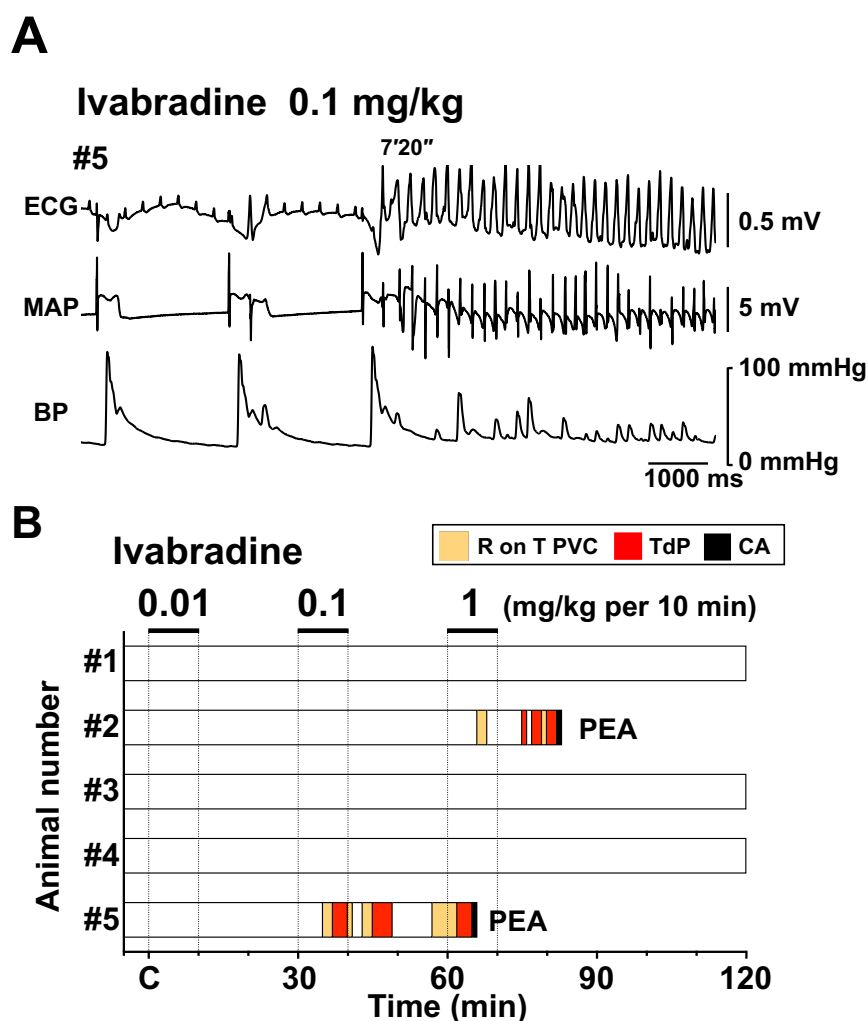 A
Ivabradine 0.1 mg/kg
#5
7'20"
ECG
0.5 mV
MAP
5 mV
BP
100 mmHg
0 mmHg
1000 ms
B
Ivabradine
R on T PVC TdP CA
0.01 0.1 1 (mg/kg per 10 min)
Animal number
#1
#2 PEA
#3
#4
#5 PEA
C 30 60 90 120
Time (min)